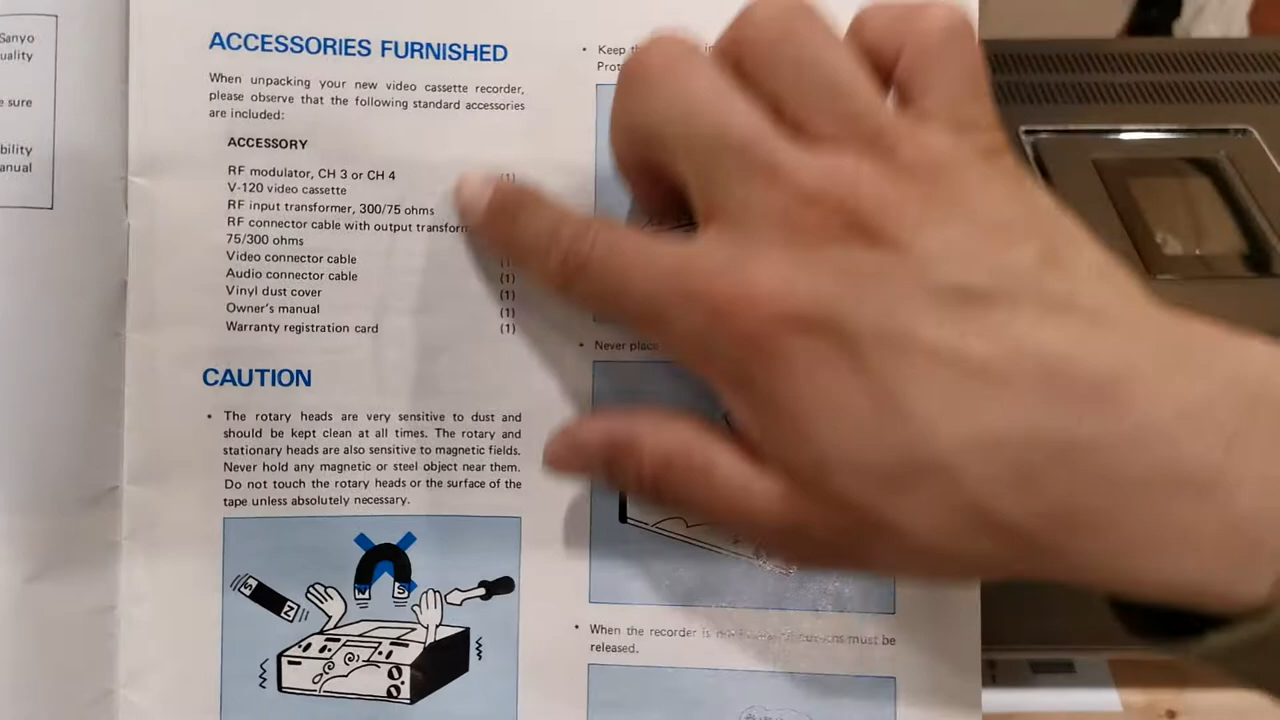 Sanyo
uality
e sure
bility
anual
ACCESSORIES FURNISHED
When unpacking your new video cassette recorder,
please observe that the following standard accessories
are included:
ACCESSORY
RF modulator, CH 3 or CH 4 (1)
V-120 video cassette
RF input transformer, 300/75 ohms
RF connector cable with output transform
75/300 ohms
Video connector cable
Audio connector cable (1)
Vinyl dust cover (1)
Owner's manual (1)
Warranty registration card (1)
CAUTION
• The rotary heads are very sensitive to dust and
should be kept clean at all times. The rotary and
stationary heads are also sensitive to magnetic fields.
Never hold any magnetic or steel object near them.
Do not touch the rotary heads or the surface of the
tape unless absolutely necessary.
S N
N S
• Keep
Prot
• Never place
• When the recorder is must be
released.